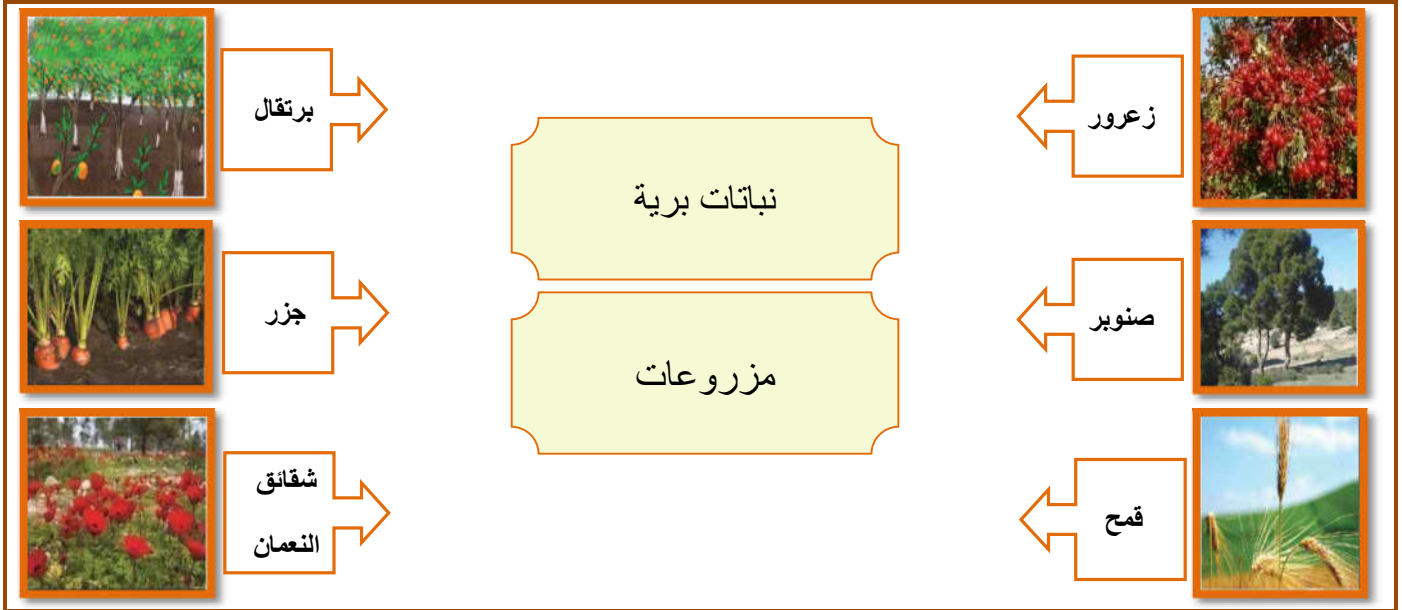 زعرور
برتقال
نباتات برية
صنوبر
جزر
مزروعات
قمح
شقائق
النعمان